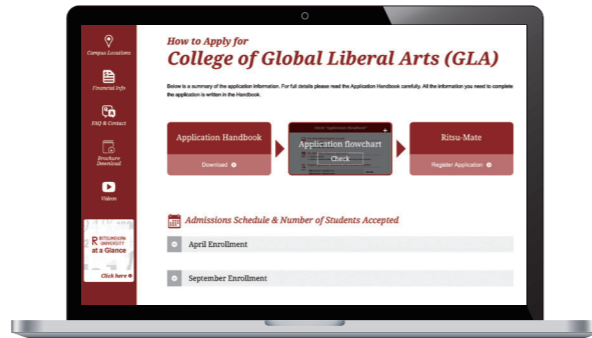 How to Apply for
College of Global Liberal Arts (GLA)
Below is a summary of the application information. For full details please read the Application Handbook carefully. All the information you need to complete
the application is written in the Handbook.
Campus Locations
Financial Info
FAQ & Contact
Brochure
Download
Videos
R RITSUMEIKAN
UNIVERSITY
at a Glance
Click here
Application Handbook
Download
Application flowchart
Check
Ritsu-Mate
Register Application
Admissions Schedule & Number of Students Accepted
April Enrollment
September Enrollment